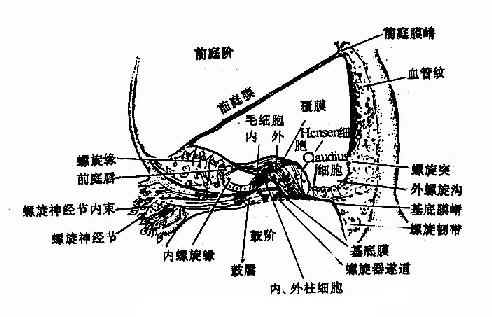 前庭阶
前庭膜嵴
血管纹
前庭膜
毛细胞
内 外
覆膜
Hensen细胞
Claudius细胞
螺旋缘
前庭唇
螺旋神经节内束
螺旋神经节
内螺旋
鼓唇
鼓阶
内、外柱细胞
螺旋突
外螺旋沟
基底膜嵴
螺旋韧带
基底膜
螺旋器遂道